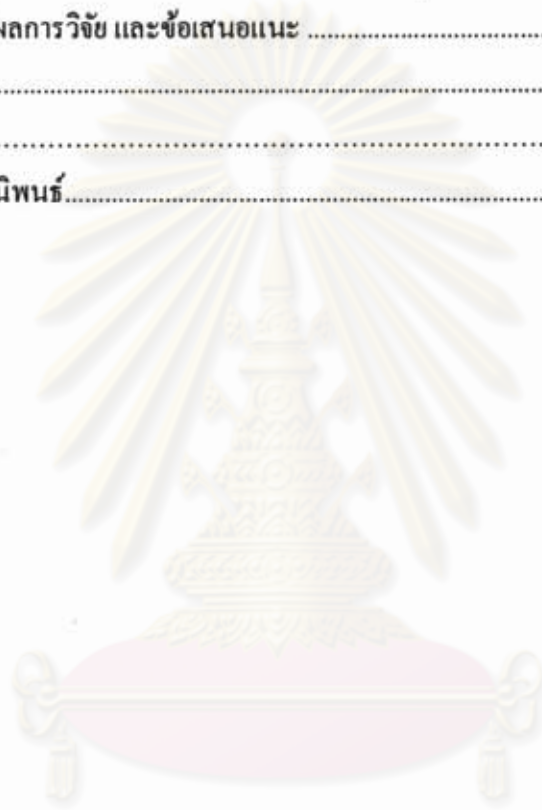 ผลการวิจัย และข้อเสนอแนะ ........................................
................................................................................
................................................................................
นิพนธ์................................................................................